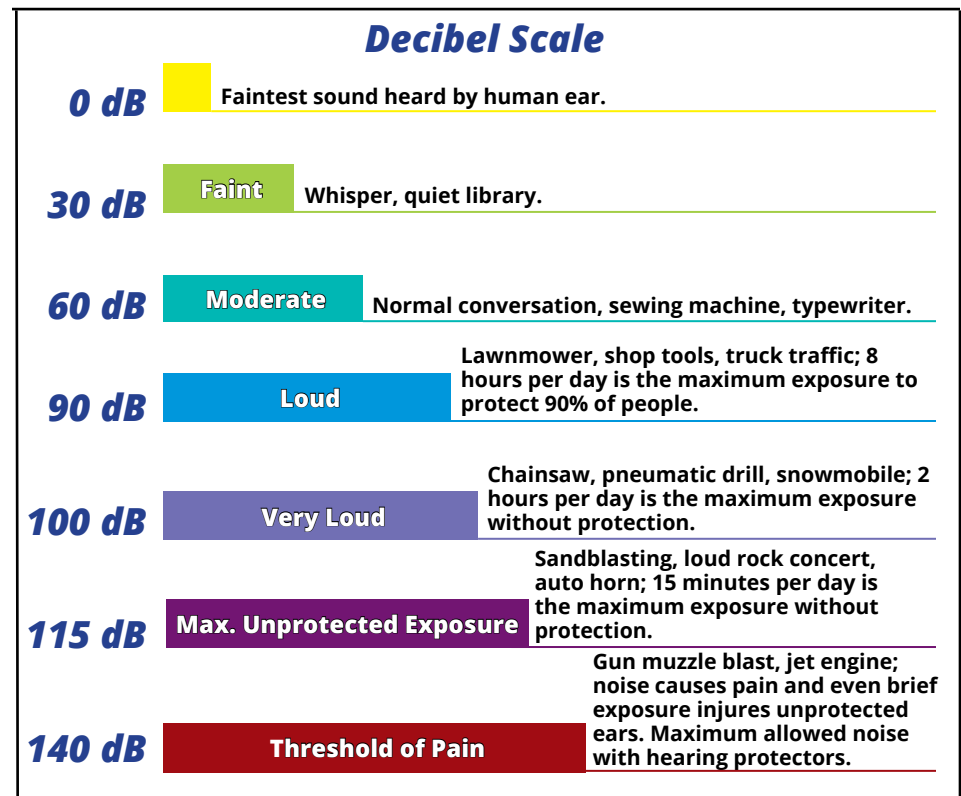 Decibel Scale
0 dB
Faintest sound heard by human ear.
30 dB
Faint
Whisper, quiet library.
60 dB
Moderate
Normal conversation, sewing machine, typewriter.
90 dB
Loud
Lawnmower, shop tools, truck traffic; 8
hours per day is the maximum exposure to
protect 90% of people.
100 dB
Very Loud
Chainsaw, pneumatic drill, snowmobile; 2
hours per day is the maximum exposure
without protection.
115 dB
Max. Unprotected Exposure
Sandblasting, loud rock concert,
auto horn; 15 minutes per day is
the maximum exposure without
protection.
140 dB
Threshold of Pain
Gun muzzle blast, jet engine;
noise causes pain and even brief
exposure injures unprotected
ears. Maximum allowed noise
with hearing protectors.